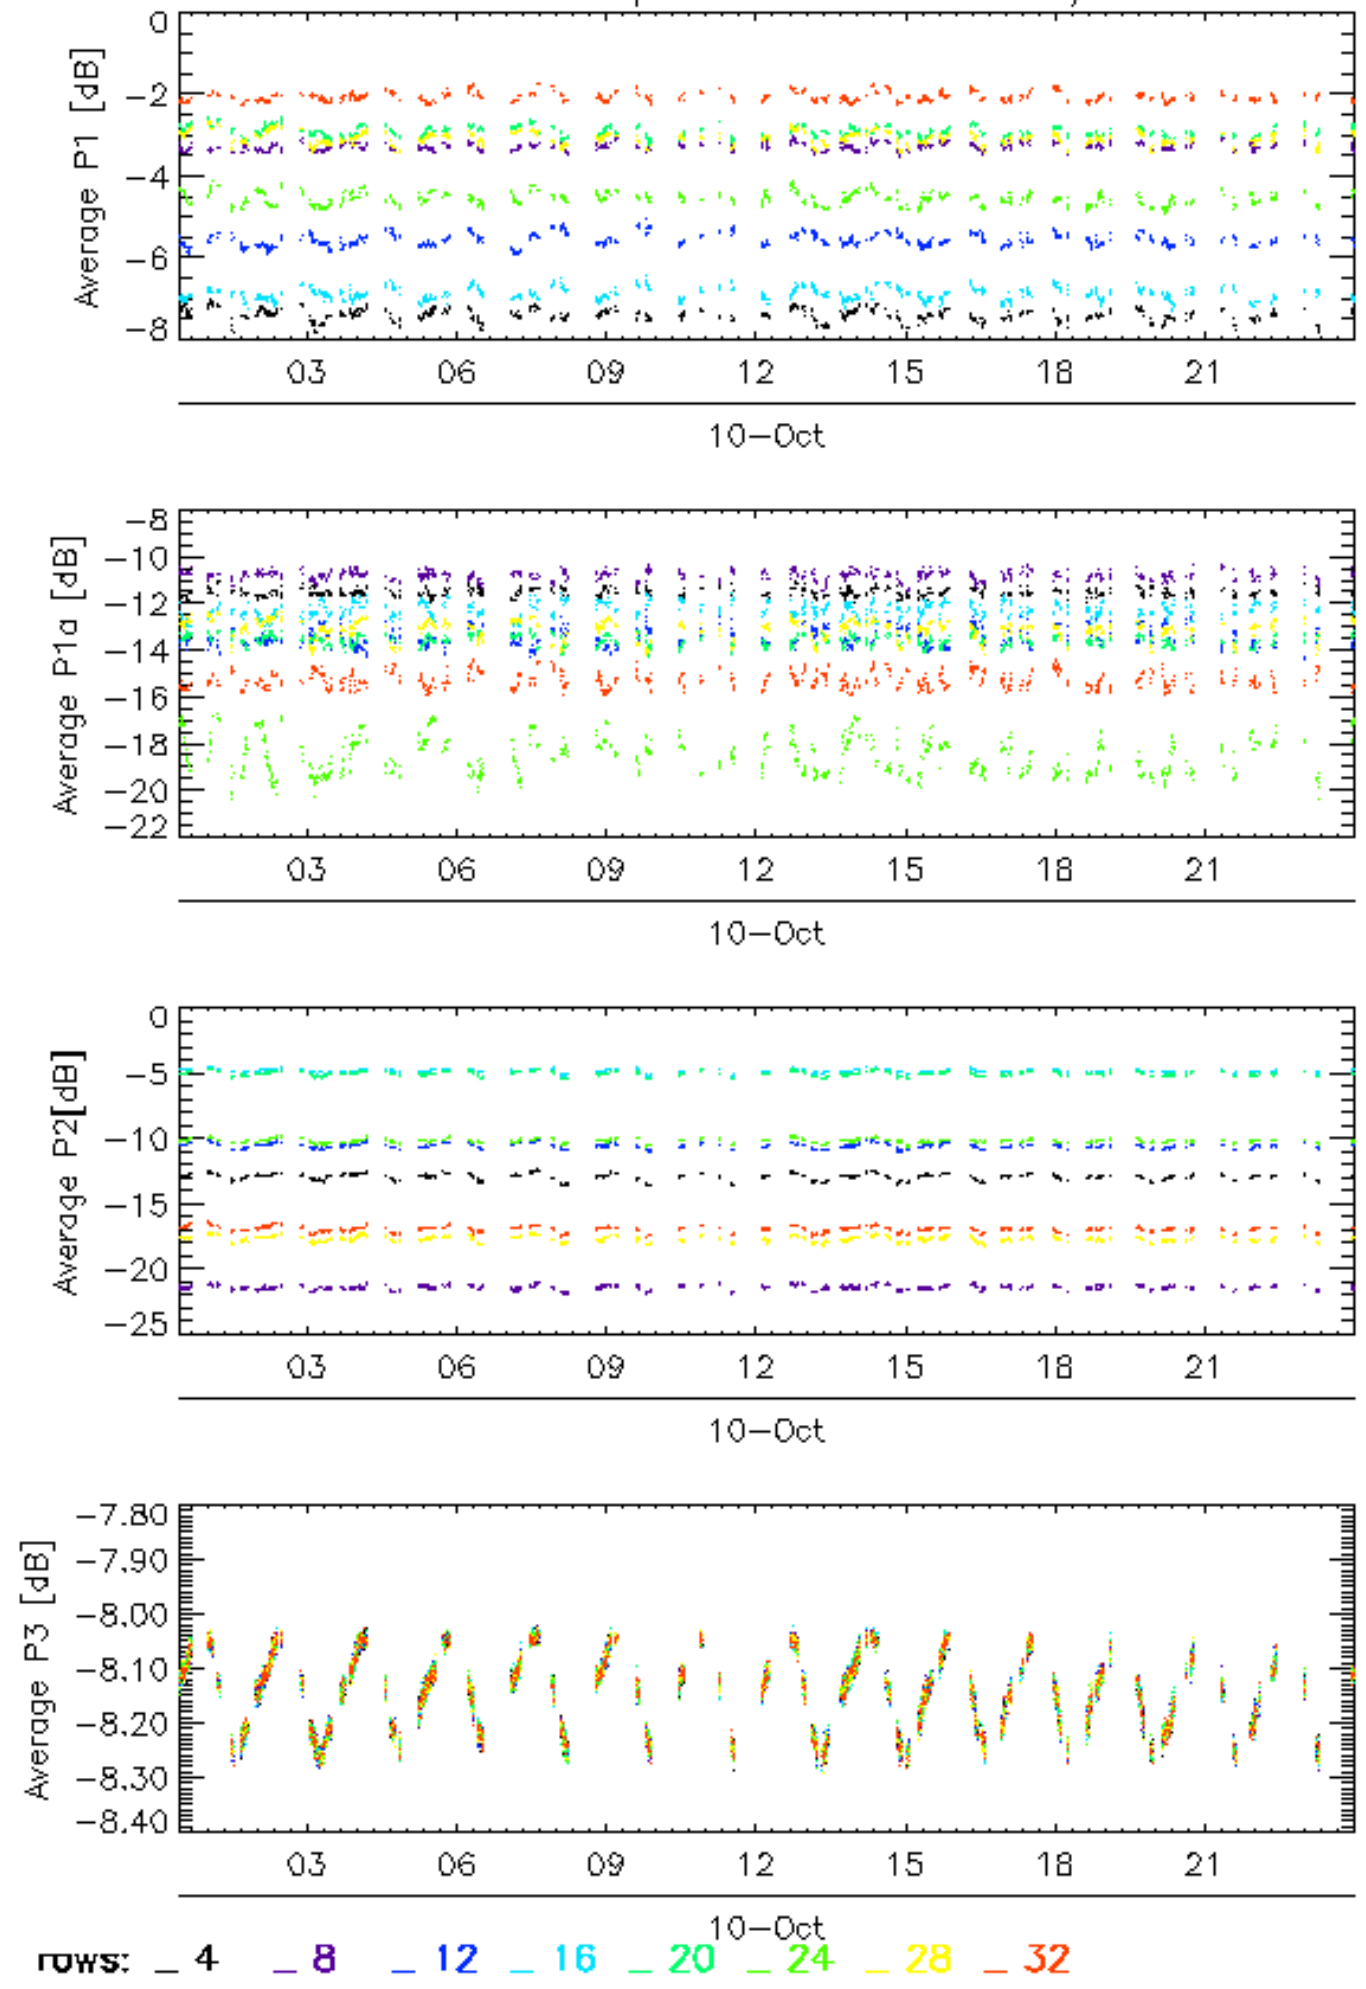 0
-2
-4
-6
-8
Average P1 [dB]
03 06 09 12 15 18 21
10-Oct
-8
-10
-12
-14
-16
-18
-20
-22
Average P1a [dB]
03 06 09 12 15 18 21
10-Oct
0
-5
-10
-15
-20
-25
Average P2[dB]
03 06 09 12 15 18 21
10-Oct
-7.80
-7.90
-8.00
-8.10
-8.20
-8.30
-8.40
Average P3 [dB]
03 06 09 12 15 18 21
10-Oct
rows: _ 4 _ 8 _ 12 _ 16 _ 20 _ 24 _ 28 _ 32